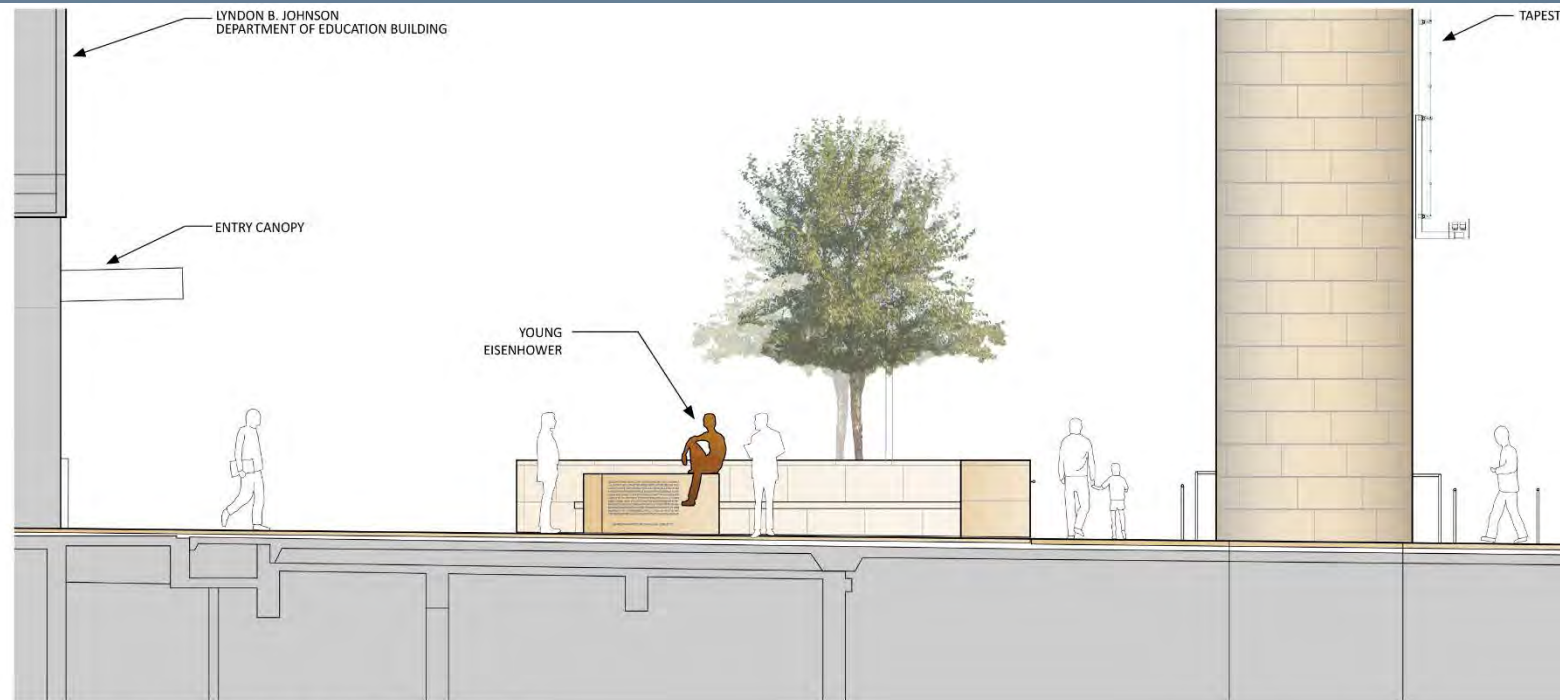 LYNDON B. JOHNSON
DEPARTMENT OF EDUCATION BUILDING
TAPEST
ENTRY CANOPY
YOUNG
EISENHOWER